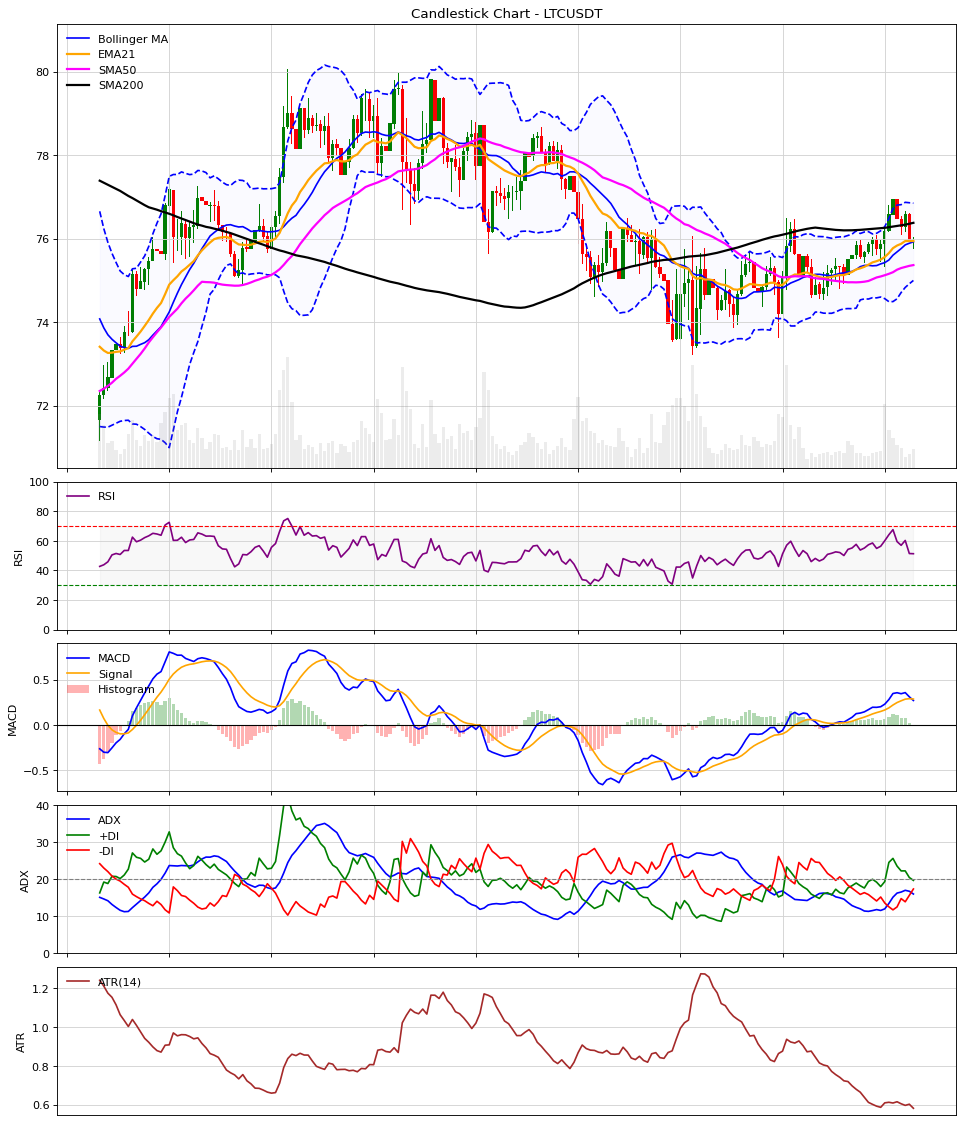 Candlestick Chart - LTCUSDT
Bollinger MA
EMA21
SMA50
SMA200
80
78
76
74
72
RSI
RSI
100
80
60
40
20
0
MACD
Signal
Histogram
MACD
0.5
0.0
−0.5
ADX
+DI
-DI
ADX
40
30
20
10
0
ATR(14)
ATR
1.2
1.0
0.8
0.6